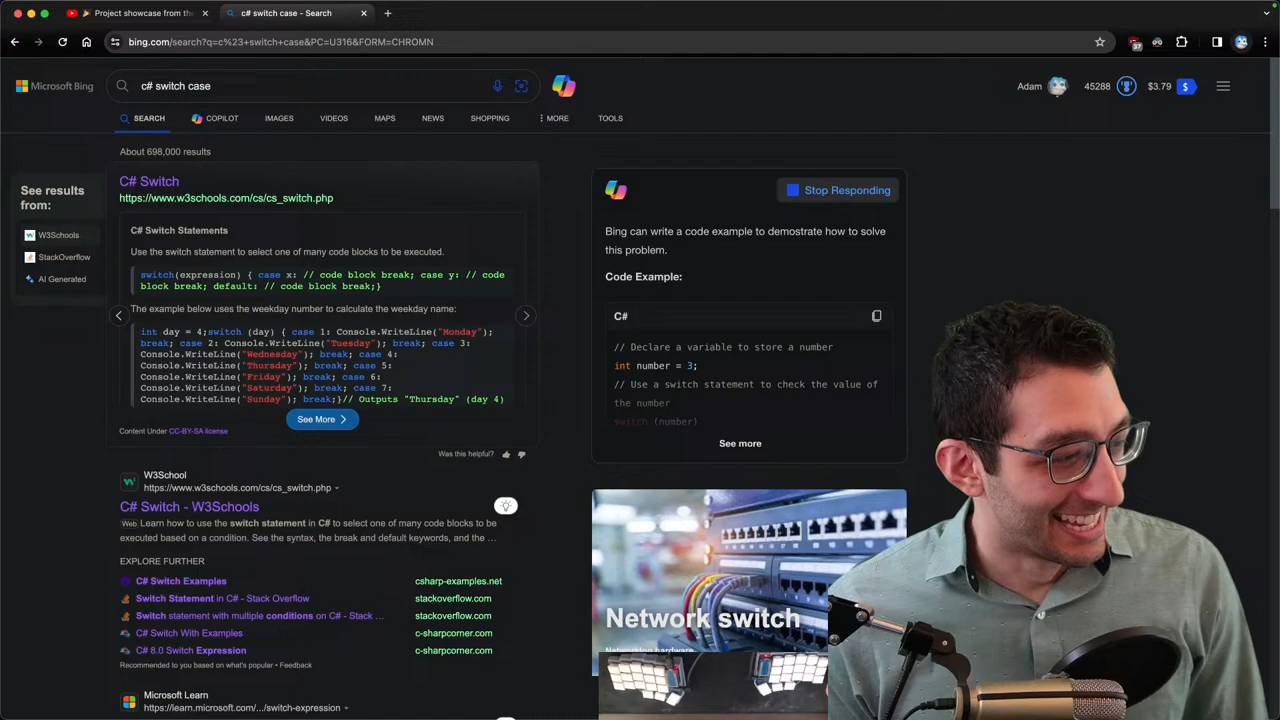 Project showcase from the
c# switch case - Search
bing.com/search?q=c%23+switch+case&PC=U316&FORM=CHROMN
37
Microsoft Bing
c# switch case
Adam
45288
$3.79
$
SEARCH
COPILOT
IMAGES
VIDEOS
MAPS
NEWS
SHOPPING
MORE
TOOLS
About 698,000 results
See results
from:
W3Schools
StackOverflow
AI Generated
C# Switch
https://www.w3schools.com/cs/cs_switch.php
C# Switch Statements
Use the switch statement to select one of many code blocks to be executed.
switch(expression) { case x: // code block break; case y: // code
block break; default: // code block break;}
The example below uses the weekday number to calculate the weekday name:
int day = 4;switch (day) { case 1: Console.WriteLine("Monday");
break; case 2: Console.WriteLine("Tuesday"); break; case 3:
Console.WriteLine("Wednesday"); break; case 4:
Console.WriteLine("Thursday"); break; case 5:
Console.WriteLine("Friday"); break; case 6:
Console.WriteLine("Saturday"); break; case 7:
Console.WriteLine("Sunday"); break;}// Outputs "Thursday" (day 4)
See More
Content Under CC-BY-SA license
Was this helpful?
W3School
https://www.w3schools.com/cs/cs_switch.php
C# Switch - W3Schools
Web Learn how to use the switch statement in C# to select one of many code blocks to be
executed based on a condition. See the syntax, the break and default keywords, and the ...
EXPLORE FURTHER
C# Switch Examples csharp-examples.net
Switch Statement in C# - Stack Overflow stackoverflow.com
Switch statement with multiple conditions on C# - Stack ... stackoverflow.com
C# Switch With Examples c-sharpcorner.com
C# 8.0 Switch Expression c-sharpcorner.com
Recommended to you based on what's popular • Feedback
Microsoft Learn
https://learn.microsoft.com/.../switch-expression
Stop Responding
Bing can write a code example to demostrate how to solve
this problem.
Code Example:
C#
// Declare a variable to store a number
int number = 3;
// Use a switch statement to check the value of
the number
switch (number)
See more
Network switch
Networking hardware